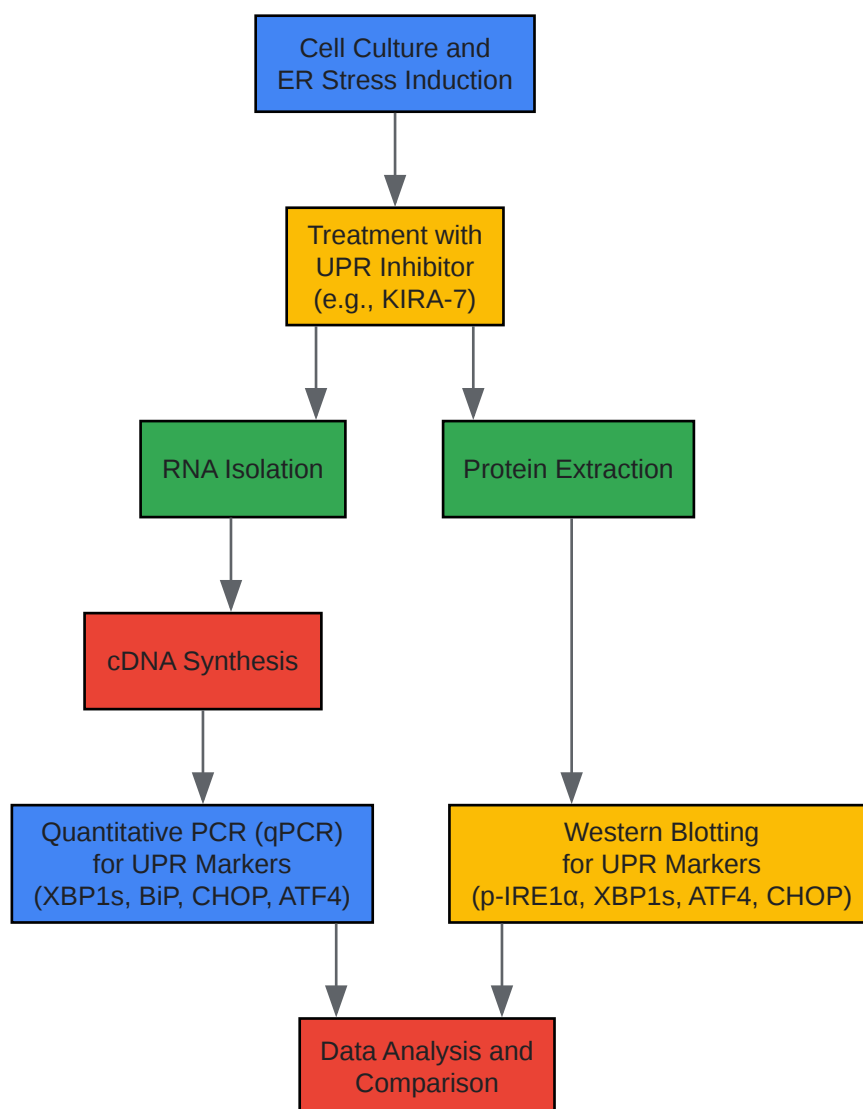 Cell Culture and
ER Stress Induction
Treatment with
UPR Inhibitor
(e.g., KIRA-7)
RNA Isolation
Protein Extraction
cDNA Synthesis
Quantitative PCR (qPCR)
for UPR Markers
(XBP1s, BiP, CHOP, ATF4)
Western Blotting
for UPR Markers
(p-IRE1α, XBP1s, ATF4, CHOP)
Data Analysis and
Comparison